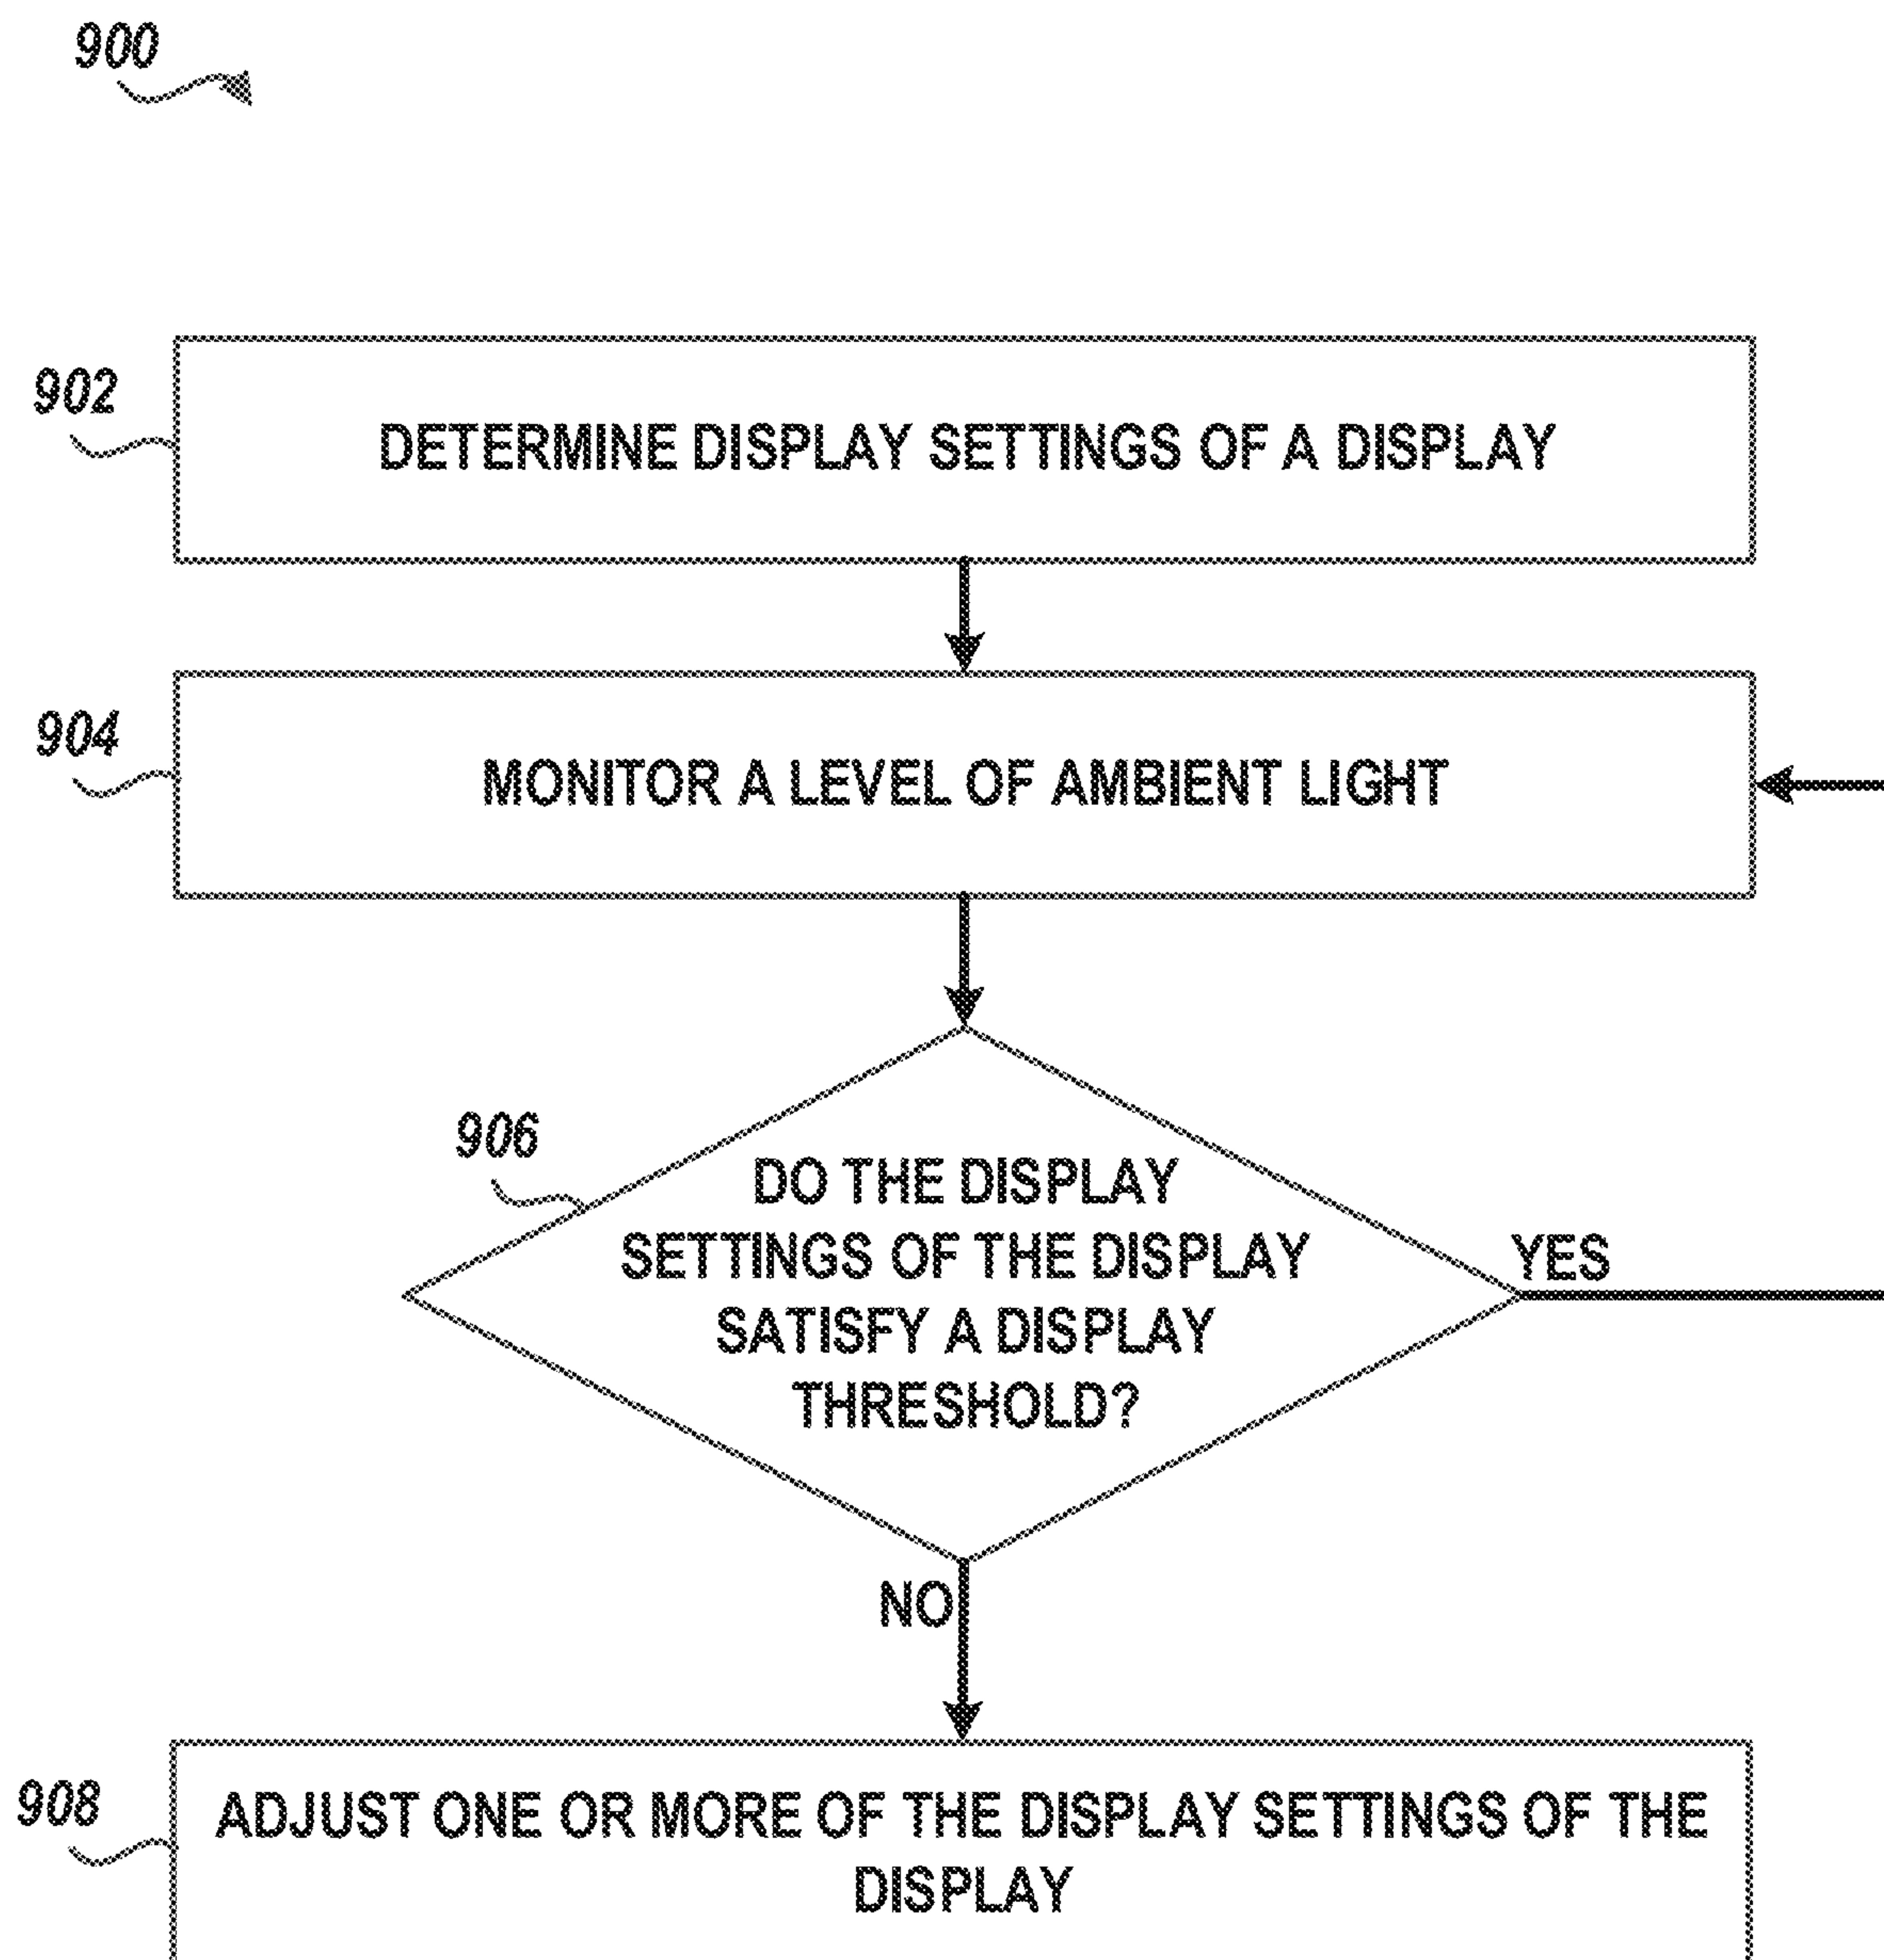 900
902
DETERMINE DISPLAY SETTINGS OF A DISPLAY
904
MONITOR A LEVEL OF AMBIENT LIGHT
906
DO THE DISPLAY
SETTINGS OF THE DISPLAY
SATISFY A DISPLAY
THRESHOLD?
YES
NO
908
ADJUST ONE OR MORE OF THE DISPLAY SETTINGS OF THE
DISPLAY